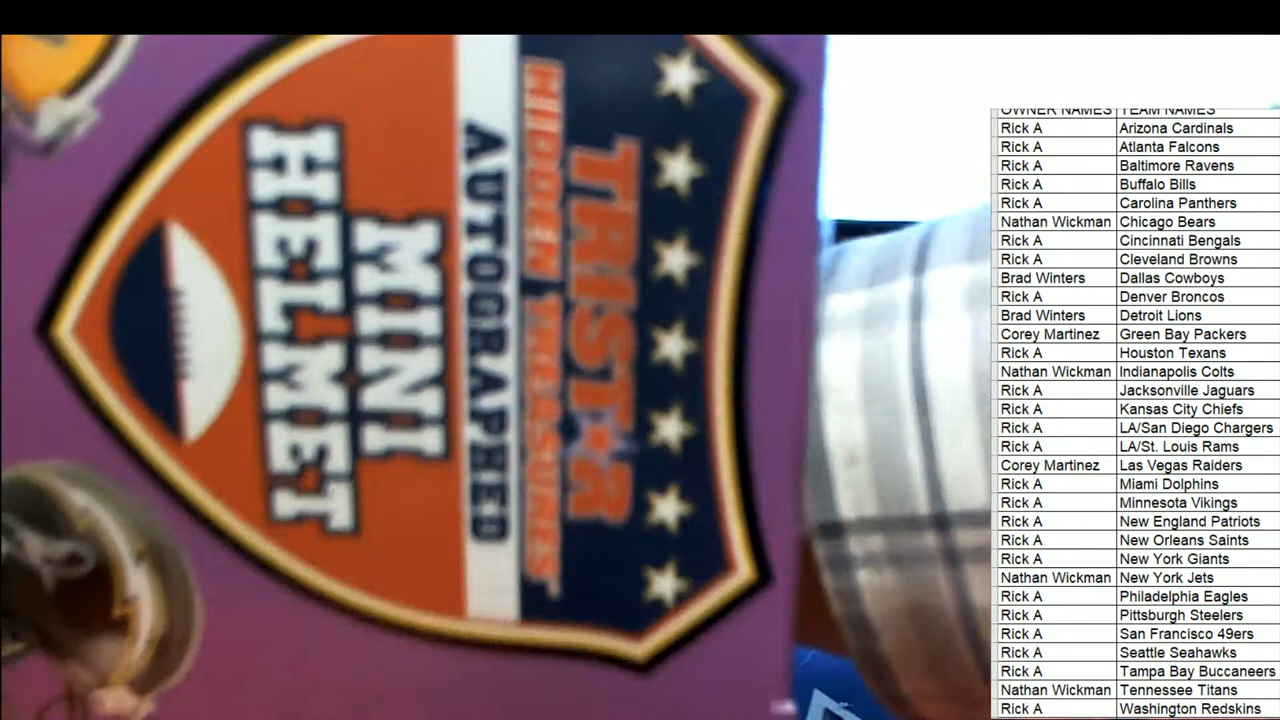 TRISTAR
HIDDEN TREASURES
AUTOGRAPHED
MINI
HELMET
OWNER NAMES TEAM NAMES
Rick A Arizona Cardinals
Rick A Atlanta Falcons
Rick A Baltimore Ravens
Rick A Buffalo Bills
Rick A Carolina Panthers
Nathan Wickman Chicago Bears
Rick A Cincinnati Bengals
Rick A Cleveland Browns
Brad Winters Dallas Cowboys
Rick A Denver Broncos
Brad Winters Detroit Lions
Corey Martinez Green Bay Packers
Rick A Houston Texans
Nathan Wickman Indianapolis Colts
Rick A Jacksonville Jaguars
Rick A Kansas City Chiefs
Rick A LA/San Diego Chargers
Rick A LA/St. Louis Rams
Corey Martinez Las Vegas Raiders
Rick A Miami Dolphins
Rick A Minnesota Vikings
Rick A New England Patriots
Rick A New Orleans Saints
Rick A New York Giants
Nathan Wickman New York Jets
Rick A Philadelphia Eagles
Rick A Pittsburgh Steelers
Rick A San Francisco 49ers
Rick A Seattle Seahawks
Rick A Tampa Bay Buccaneers
Nathan Wickman Tennessee Titans
Rick A Washington Redskins